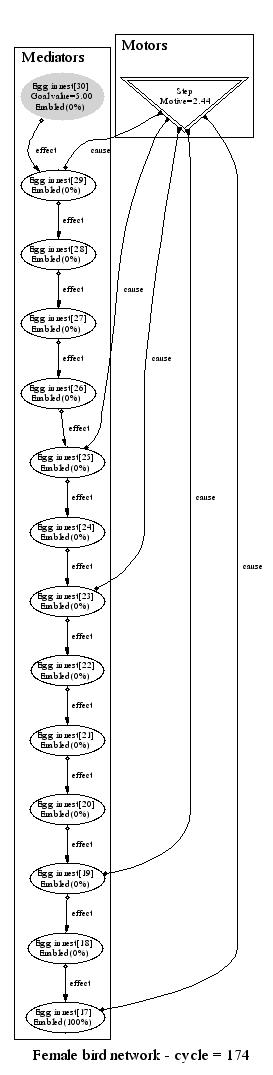 Mediators
Motors
Egg in nest[30]
Goal value=5.00
Enabled(0%)
Step
Motive=2.44
effect
cause
Egg in nest[29]
Enabled(0%)
effect
Egg in nest[28]
Enabled(0%)
effect
cause
Egg in nest[27]
Enabled(0%)
effect
cause
Egg in nest[26]
Enabled(0%)
effect
Egg in nest[25]
Enabled(0%)
effect
cause
Egg in nest[24]
Enabled(0%)
effect
cause
Egg in nest[23]
Enabled(0%)
effect
Egg in nest[22]
Enabled(0%)
effect
Egg in nest[21]
Enabled(0%)
effect
Egg in nest[20]
Enabled(0%)
effect
Egg in nest[19]
Enabled(0%)
effect
Egg in nest[18]
Enabled(0%)
effect
Egg in nest[17]
Enabled(100%)
Female bird network - cycle = 174